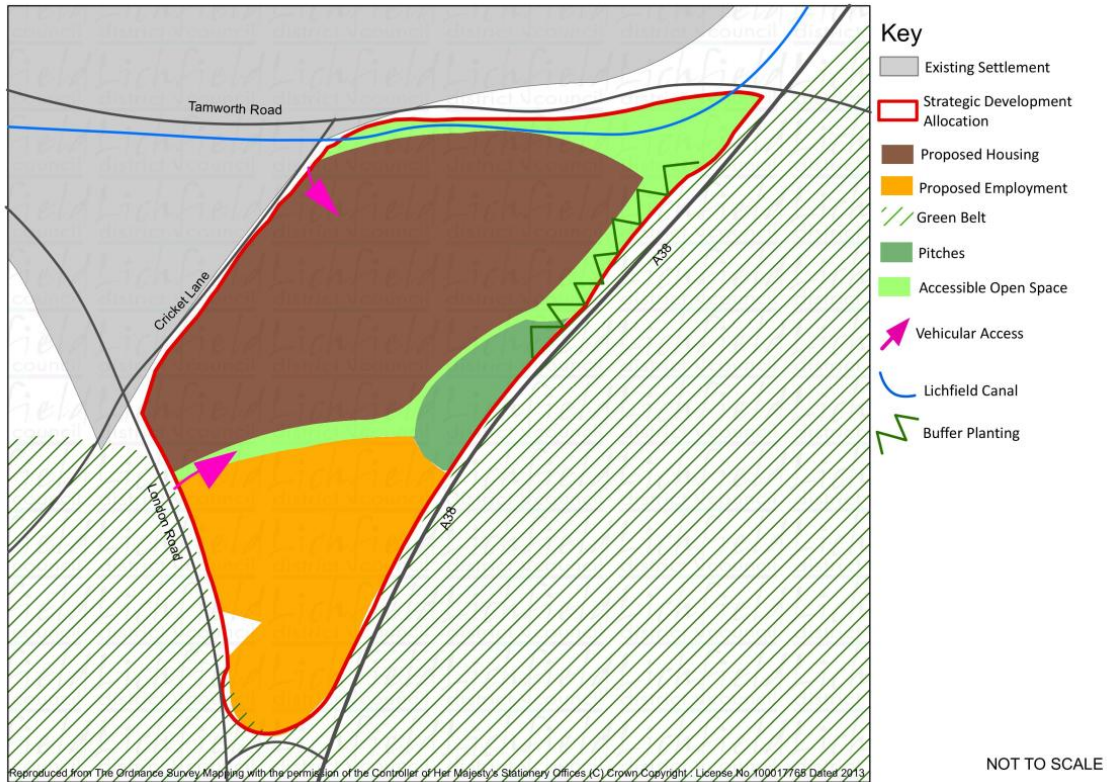 Key
Existing Settlement
Strategic Development
Allocation
Proposed Housing
Proposed Employment
Green Belt
Pitches
Accessible Open Space
Vehicular Access
Lichfield Canal
Buffer Planting
Tamworth Road
Cricket Lane
A38
London Road
A38
Reproduced from The Ordnance Survey Mapping with the permission of the Controller of Her Majesty's Stationery Offices (C) Crown Copyright : License No 100017765 Dated 2013
NOT TO SCALE